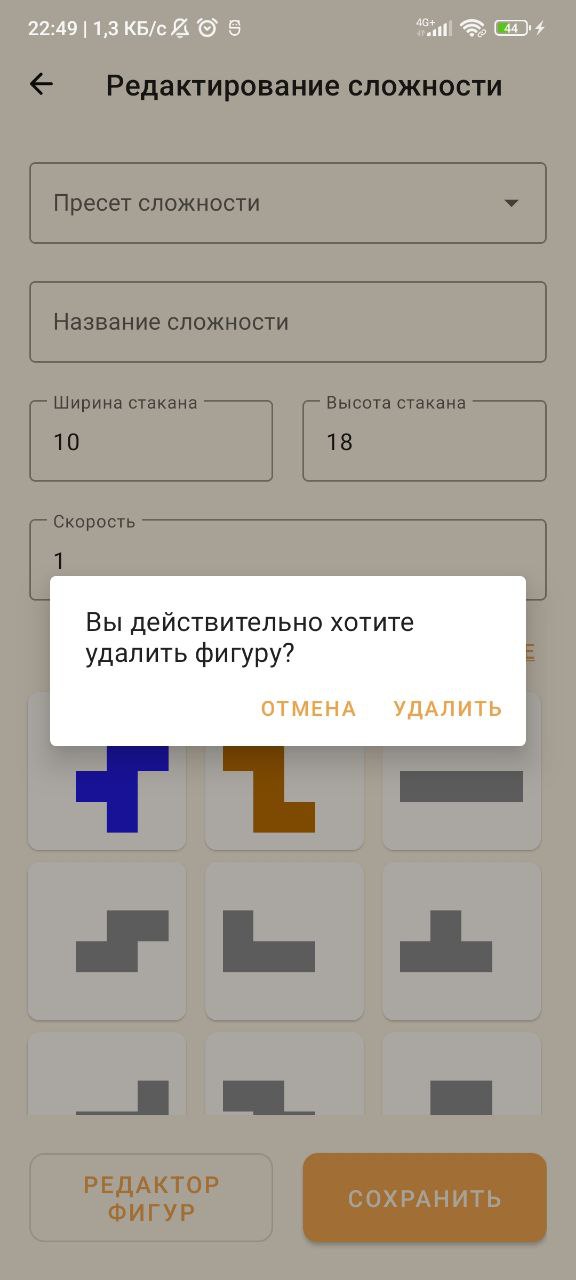 22:49 | 1,3 КБ/с
4G+
44
Редактирование сложности
Пресет сложности
Название сложности
Ширина стакана
Высота стакана
10
18
Скорость
1
Вы действительно хотите
удалить фигуру?
ОТМЕНА
УДАЛИТЬ
РЕДАКТОР
ФИГУР
СОХРАНИТЬ